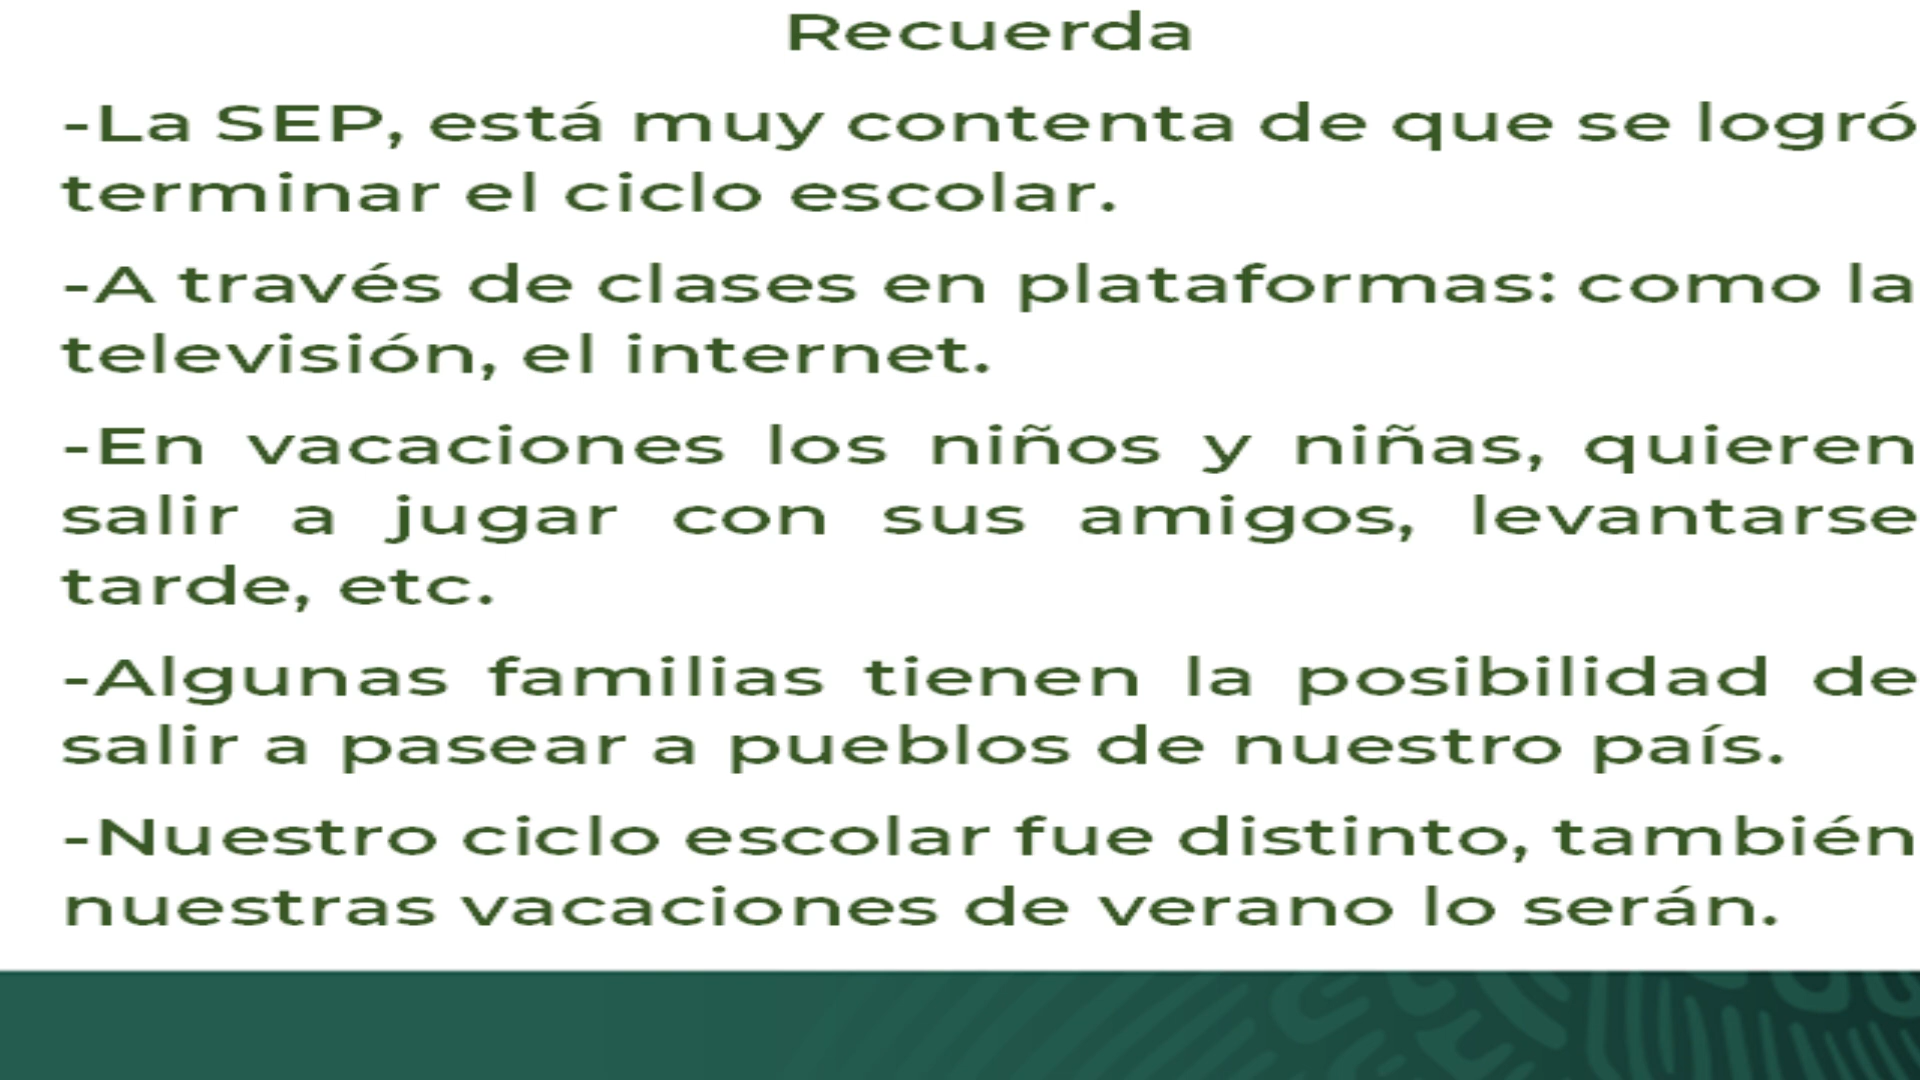 Recuerda
-La SEP, está muy contenta de que se logró
terminar el ciclo escolar.
-A través de clases en plataformas: como la
televisión, el internet.
-En vacaciones los niños y niñas, quieren
salir a jugar con sus amigos, levantarse
tarde, etc.
-Algunas familias tienen la posibilidad de
salir a pasear a pueblos de nuestro país.
-Nuestro ciclo escolar fue distinto, también
nuestras vacaciones de verano lo serán.